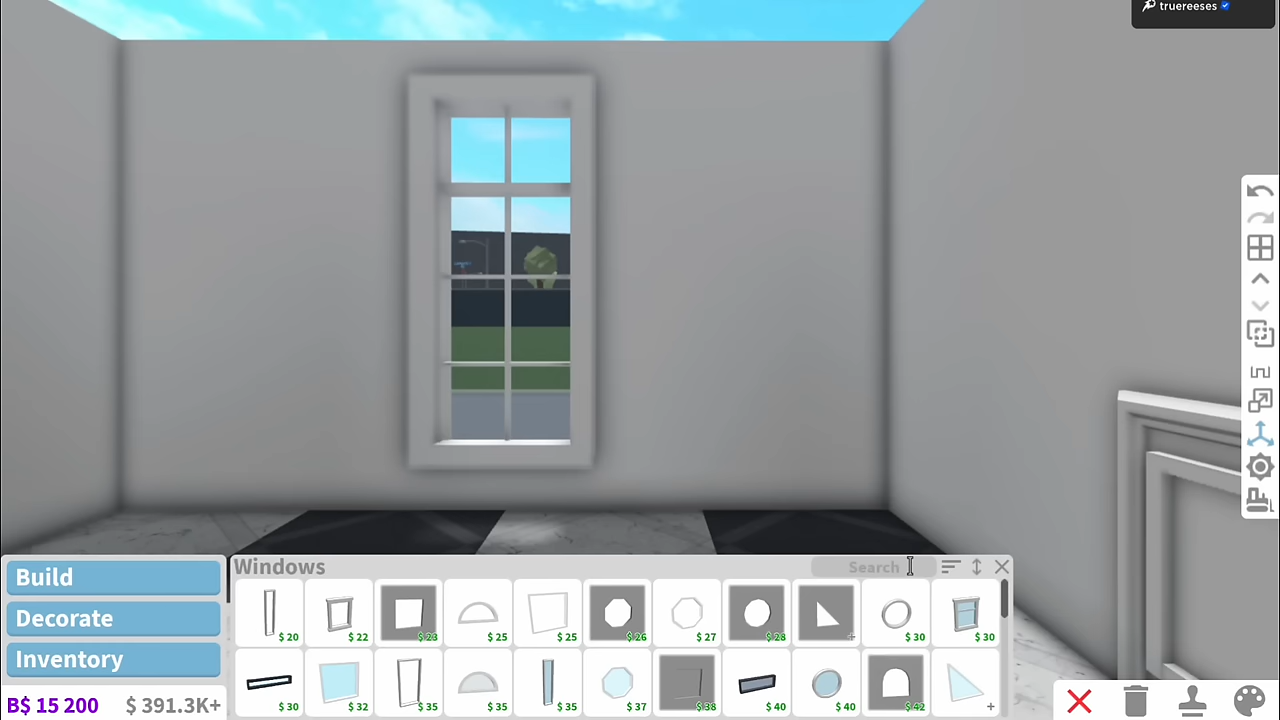 truereeses
Build
Decorate
Inventory
B$ 15 200
$ 391.3K+
Windows
Search
$ 20
$ 22
$ 23
$ 25
$ 25
$ 26
$ 27
$ 28
+
$ 30
$ 30
$ 30
$ 32
$ 35
$ 35
$ 35
$ 37
$ 38
$ 40
$ 40
$ 42
+